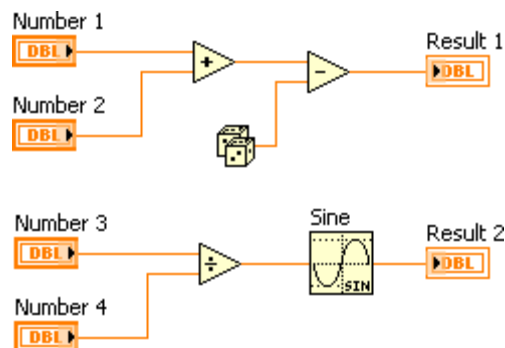 Number 1
DBL
+
-
Result 1
DBL
Number 2
DBL
Number 3
DBL
÷
Sine
SIN
Result 2
DBL
Number 4
DBL